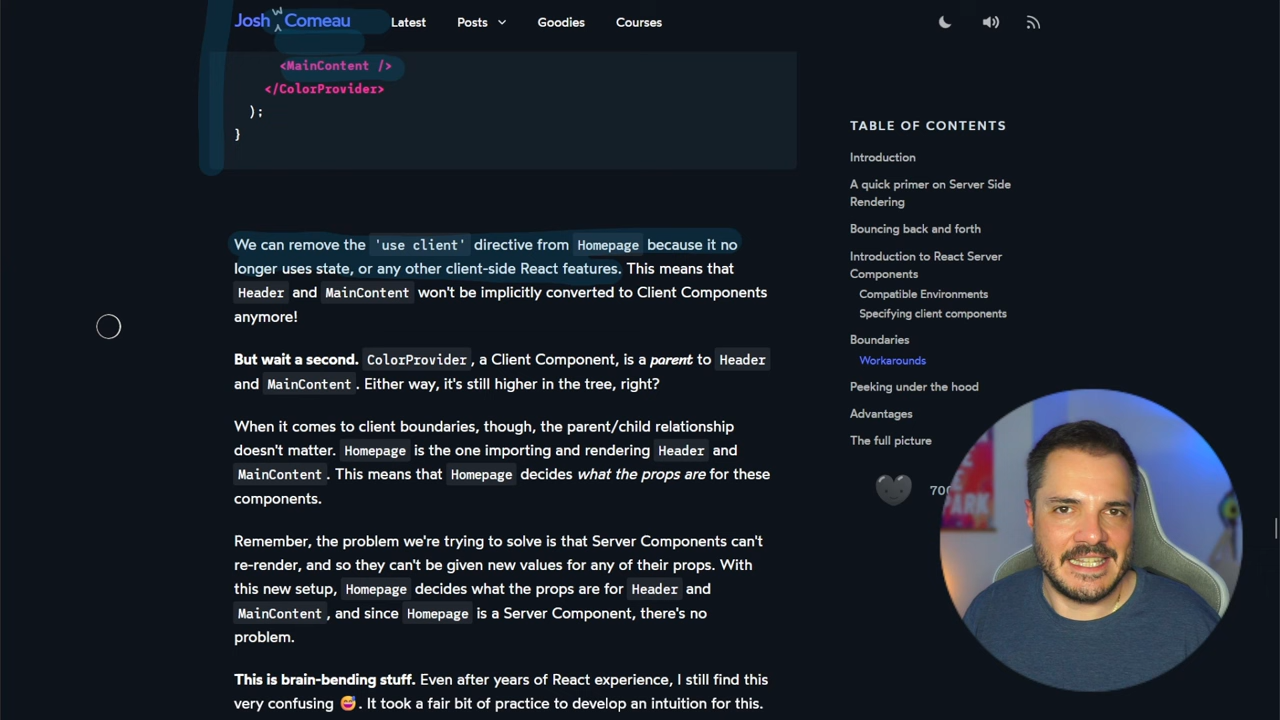 Josh W Comeau
Latest
Posts
Goodies
Courses
<MainContent />
</ColorProvider>
);
}
We can remove the 'use client' directive from Homepage because it no
longer uses state, or any other client-side React features. This means that
Header and MainContent won't be implicitly converted to Client Components
anymore!
But wait a second. ColorProvider, a Client Component, is a parent to Header
and MainContent. Either way, it's still higher in the tree, right?
When it comes to client boundaries, though, the parent/child relationship
doesn't matter. Homepage is the one importing and rendering Header and
MainContent. This means that Homepage decides what the props are for these
components.
Remember, the problem we're trying to solve is that Server Components can't
re-render, and so they can't be given new values for any of their props. With
this new setup, Homepage decides what the props are for Header and
MainContent, and since Homepage is a Server Component, there's no
problem.
This is brain-bending stuff. Even after years of React experience, I still find this
very confusing 😅. It took a fair bit of practice to develop an intuition for this.
TABLE OF CONTENTS
Introduction
A quick primer on Server Side
Rendering
Bouncing back and forth
Introduction to React Server
Components
Compatible Environments
Specifying client components
Boundaries
Workarounds
Peeking under the hood
Advantages
The full picture